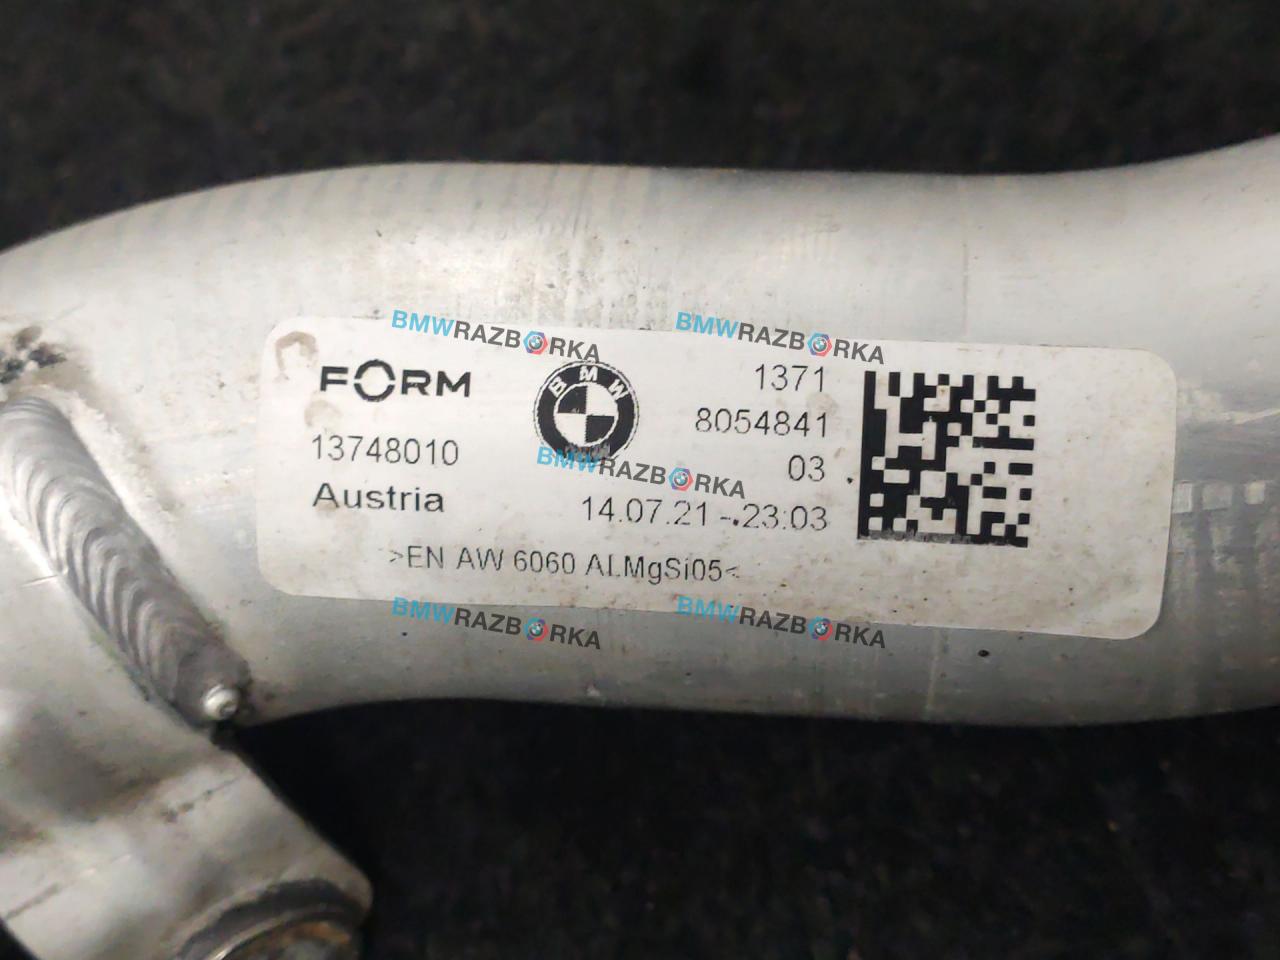 BMWRAZBORKA BMWRAZBORKA
FORM BMW 1371
8054841
13748010 03
BMWRAZBORKA
Austria 14.07.21-.23:03
>EN AW 6060 ALMgSi05<
BMWRAZBORKA BMWRAZBORKA